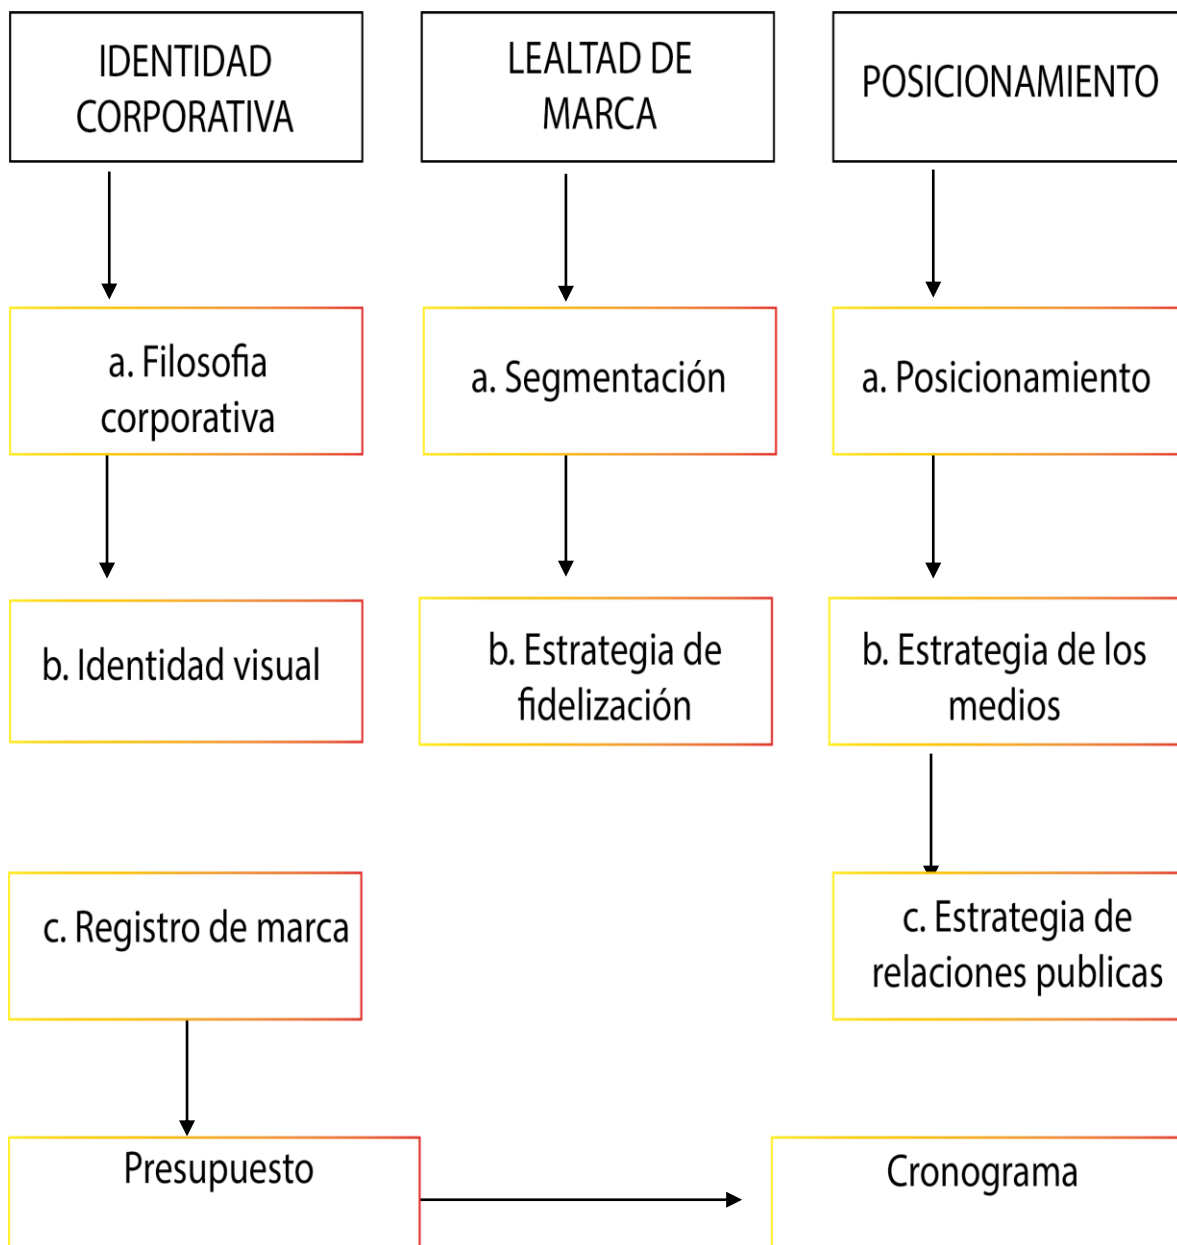 IDENTIDAD
CORPORATIVA
LEALTAD DE
MARCA
POSICIONAMIENTO
a. Filosofia
corporativa
a. Segmentación
a. Posicionamiento
b. Identidad visual
b. Estrategia de
fidelización
b. Estrategia de los
medios
c. Registro de marca
c. Estrategia de
relaciones publicas
Presupuesto
Cronograma